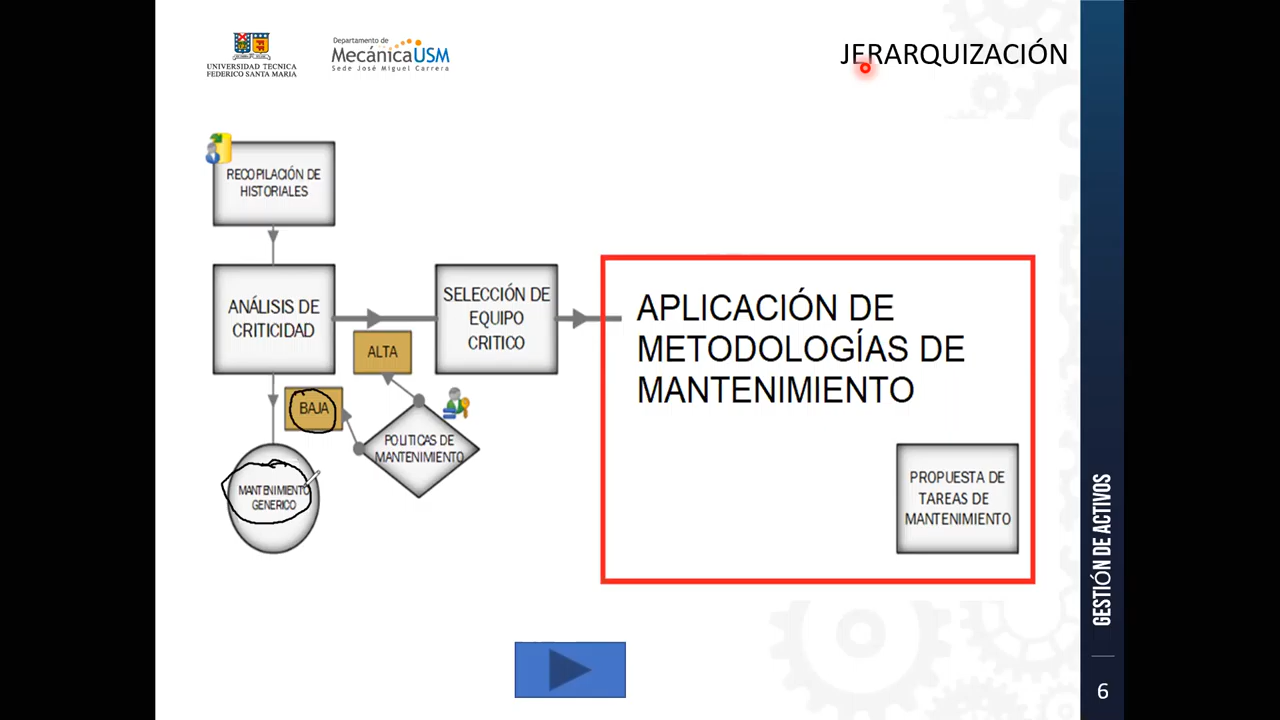 UNIVERSIDAD TECNICA
FEDERICO SANTA MARIA
Departamento de
MecánicaUSM
Sede José Miguel Carrera
JERARQUIZACIÓN
RECOPILACIÓN DE
HISTORIALES
ANÁLISIS DE
CRITICIDAD
SELECCIÓN DE
EQUIPO
CRITICO
ALTA
BAJA
POLITICAS DE
MANTENIMIENTO
MANTENIMIENTO
GENERICO
APLICACIÓN DE
METODOLOGÍAS DE
MANTENIMIENTO
PROPUESTA DE
TAREAS DE
MANTENIMIENTO
GESTIÓN DE ACTIVOS
6